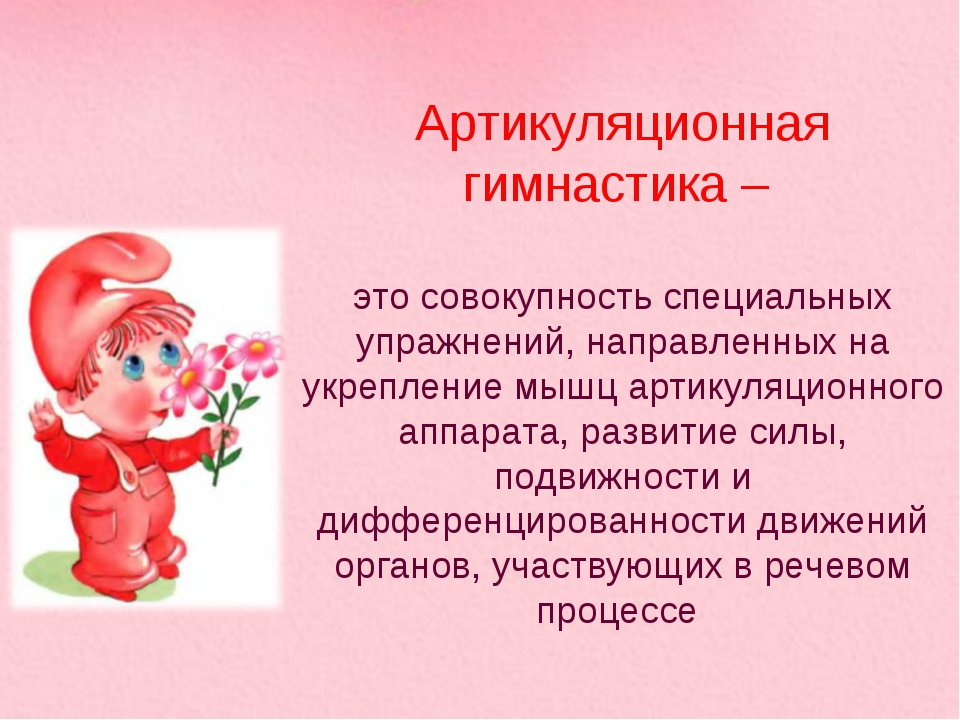 Артикуляционная
гимнастика –
это совокупность специальных
упражнений, направленных на
укрепление мышц артикуляционного
аппарата, развитие силы,
подвижности и
дифференцированности движений
органов, участвующих в речевом
процессе